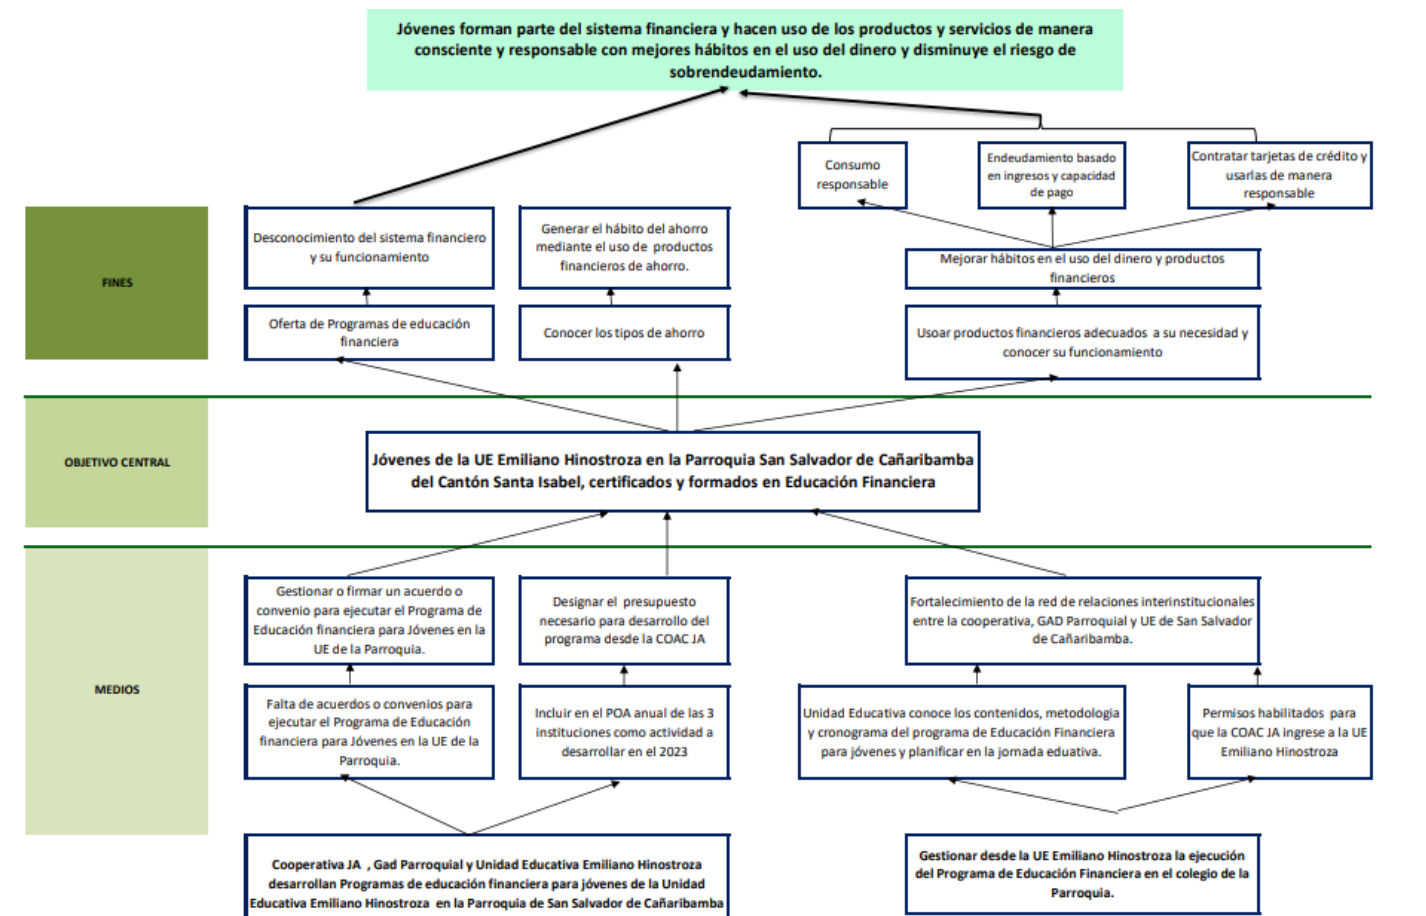 Jóvenes forman parte del sistema financiera y hacen uso de los productos y servicios de manera
consciente y responsable con mejores hábitos en el uso del dinero y disminuye el riesgo de
sobrendeudamiento.
Consumo
responsable
Endeudamiento basado
en ingresos y capacidad
de pago
Contratar tarjetas de crédito y
usarlas de manera
responsable
FINES
Desconocimiento del sistema financiero
y su funcionamiento
Generar el hábito del ahorro
mediante el uso de productos
financieros de ahorro.
Mejorar hábitos en el uso del dinero y productos
financieros
Oferta de Programas de educación
financiera
Conocer los tipos de ahorro
Usoar productos financieros adecuados a su necesidad y
conocer su funcionamiento
OBJETIVO CENTRAL
Jóvenes de la UE Emiliano Hinostroza en la Parroquia San Salvador de Cañaribamba
del Cantón Santa Isabel, certificados y formados en Educación Financiera
MEDIOS
Gestionar o firmar un acuerdo o
convenio para ejecutar el Programa de
Educación financiera para Jóvenes en la
UE de la Parroquia.
Designar el presupuesto
necesario para desarrollo del
programa desde la COAC JA
Fortalecimiento de la red de relaciones interinstitucionales
entre la cooperativa, GAD Parroquial y UE de San Salvador
de Cañaribamba.
Falta de acuerdos o convenios para
ejecutar el Programa de Educación
financiera para Jóvenes en la UE de la
Parroquia.
Incluir en el POA anual de las 3
instituciones como actividad a
desarrollar en el 2023
Unidad Educativa conoce los contenidos, metodologia
y cronograma del programa de Educación Financiera
para jóvenes y planificar en la jornada eduativa.
Permisos habilitados para
que la COAC JA ingrese a la UE
Emiliano Hinostroza
Cooperativa JA , Gad Parroquial y Unidad Educativa Emiliano Hinostroza
desarrollan Programas de educación financiera para jóvenes de la Unidad
Educativa Emiliano Hinostroza en la Parroquia de San Salvador de Cañaribamba
Gestionar desde la UE Emiliano Hinostroza la ejecución
del Programa de Educación Financiera en el colegio de la
Parroquia.